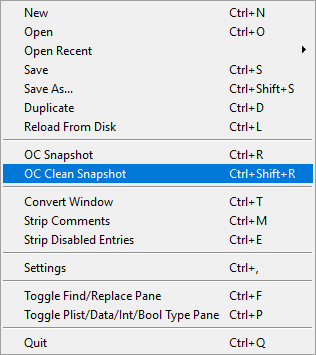 New Ctrl+N
Open Ctrl+O
Open Recent
Save Ctrl+S
Save As... Ctrl+Shift+S
Duplicate Ctrl+D
Reload From Disk Ctrl+L
OC Snapshot Ctrl+R
OC Clean Snapshot Ctrl+Shift+R
Convert Window Ctrl+T
Strip Comments Ctrl+M
Strip Disabled Entries Ctrl+E
Settings Ctrl+,
Toggle Find/Replace Pane Ctrl+F
Toggle Plist/Data/Int/Bool Type Pane Ctrl+P
Quit Ctrl+Q